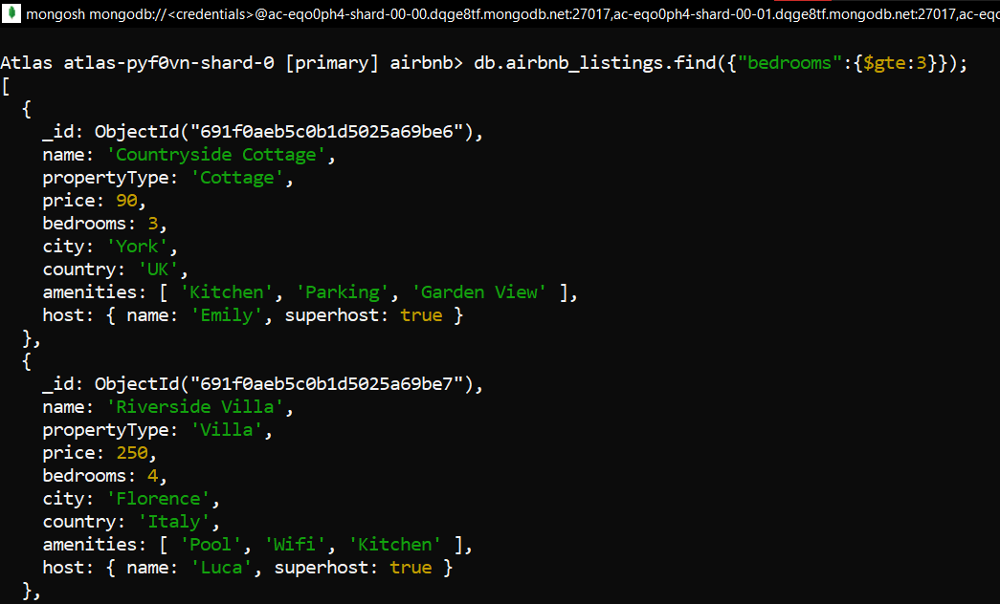 mongosh mongodb://<credentials>@ac-eqo0ph4-shard-00-00.dqge8tf.mongodb.net:27017,ac-eqo0ph4-shard-00-01.dqge8tf.mongodb.net:27017,ac-eqo
Atlas atlas-pyf0vn-shard-0 [primary] airbnb> db.airbnb_listings.find({"bedrooms":{$gte:3}});
[
  {
    _id: ObjectId("691f0aeb5c0b1d5025a69be6"),
    name: 'Countryside Cottage',
    propertyType: 'Cottage',
    price: 90,
    bedrooms: 3,
    city: 'York',
    country: 'UK',
    amenities: [ 'Kitchen', 'Parking', 'Garden View' ],
    host: { name: 'Emily', superhost: true }
  },
  {
    _id: ObjectId("691f0aeb5c0b1d5025a69be7"),
    name: 'Riverside Villa',
    propertyType: 'Villa',
    price: 250,
    bedrooms: 4,
    city: 'Florence',
    country: 'Italy',
    amenities: [ 'Pool', 'Wifi', 'Kitchen' ],
    host: { name: 'Luca', superhost: true }
  },